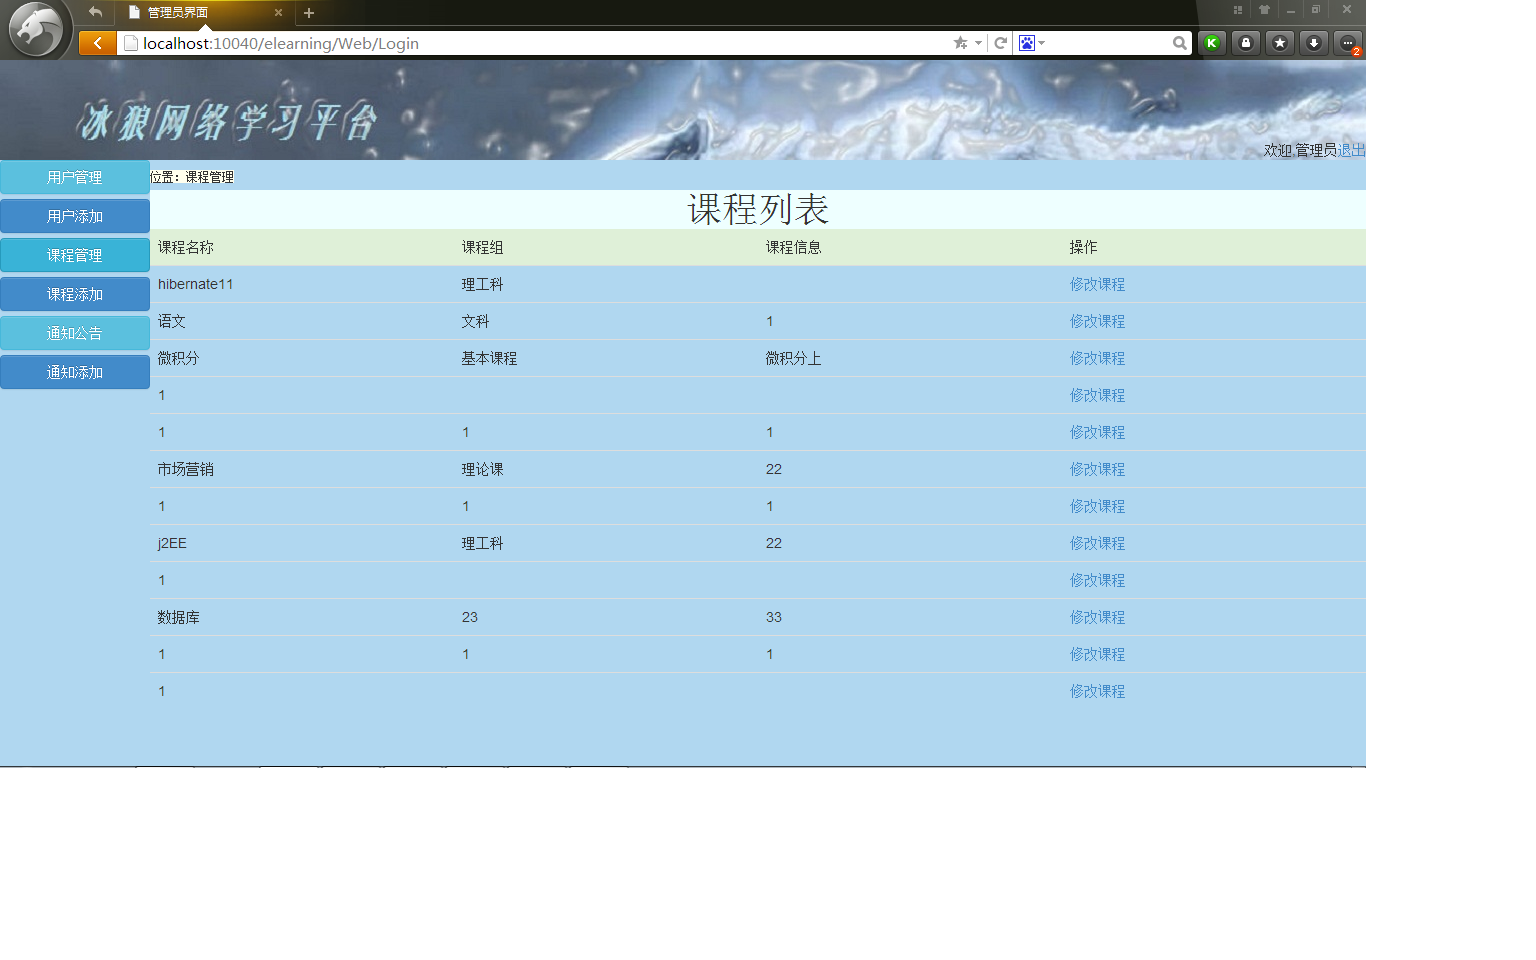 管理员界面
localhost:10040/elearning/Web/Login
K
2
冰狼网络学习平台
欢迎,管理员退出
用户管理
用户添加
课程管理
课程添加
通知公告
通知添加
位置：课程管理
课程列表
课程名称 课程组 课程信息 操作
hibernate11 理工科 修改课程
语文 文科 1 修改课程
微积分 基本课程 微积分上 修改课程
1 修改课程
1 1 1 修改课程
市场营销 理论课 22 修改课程
1 1 1 修改课程
j2EE 理工科 22 修改课程
1 修改课程
数据库 23 33 修改课程
1 1 1 修改课程
1 修改课程